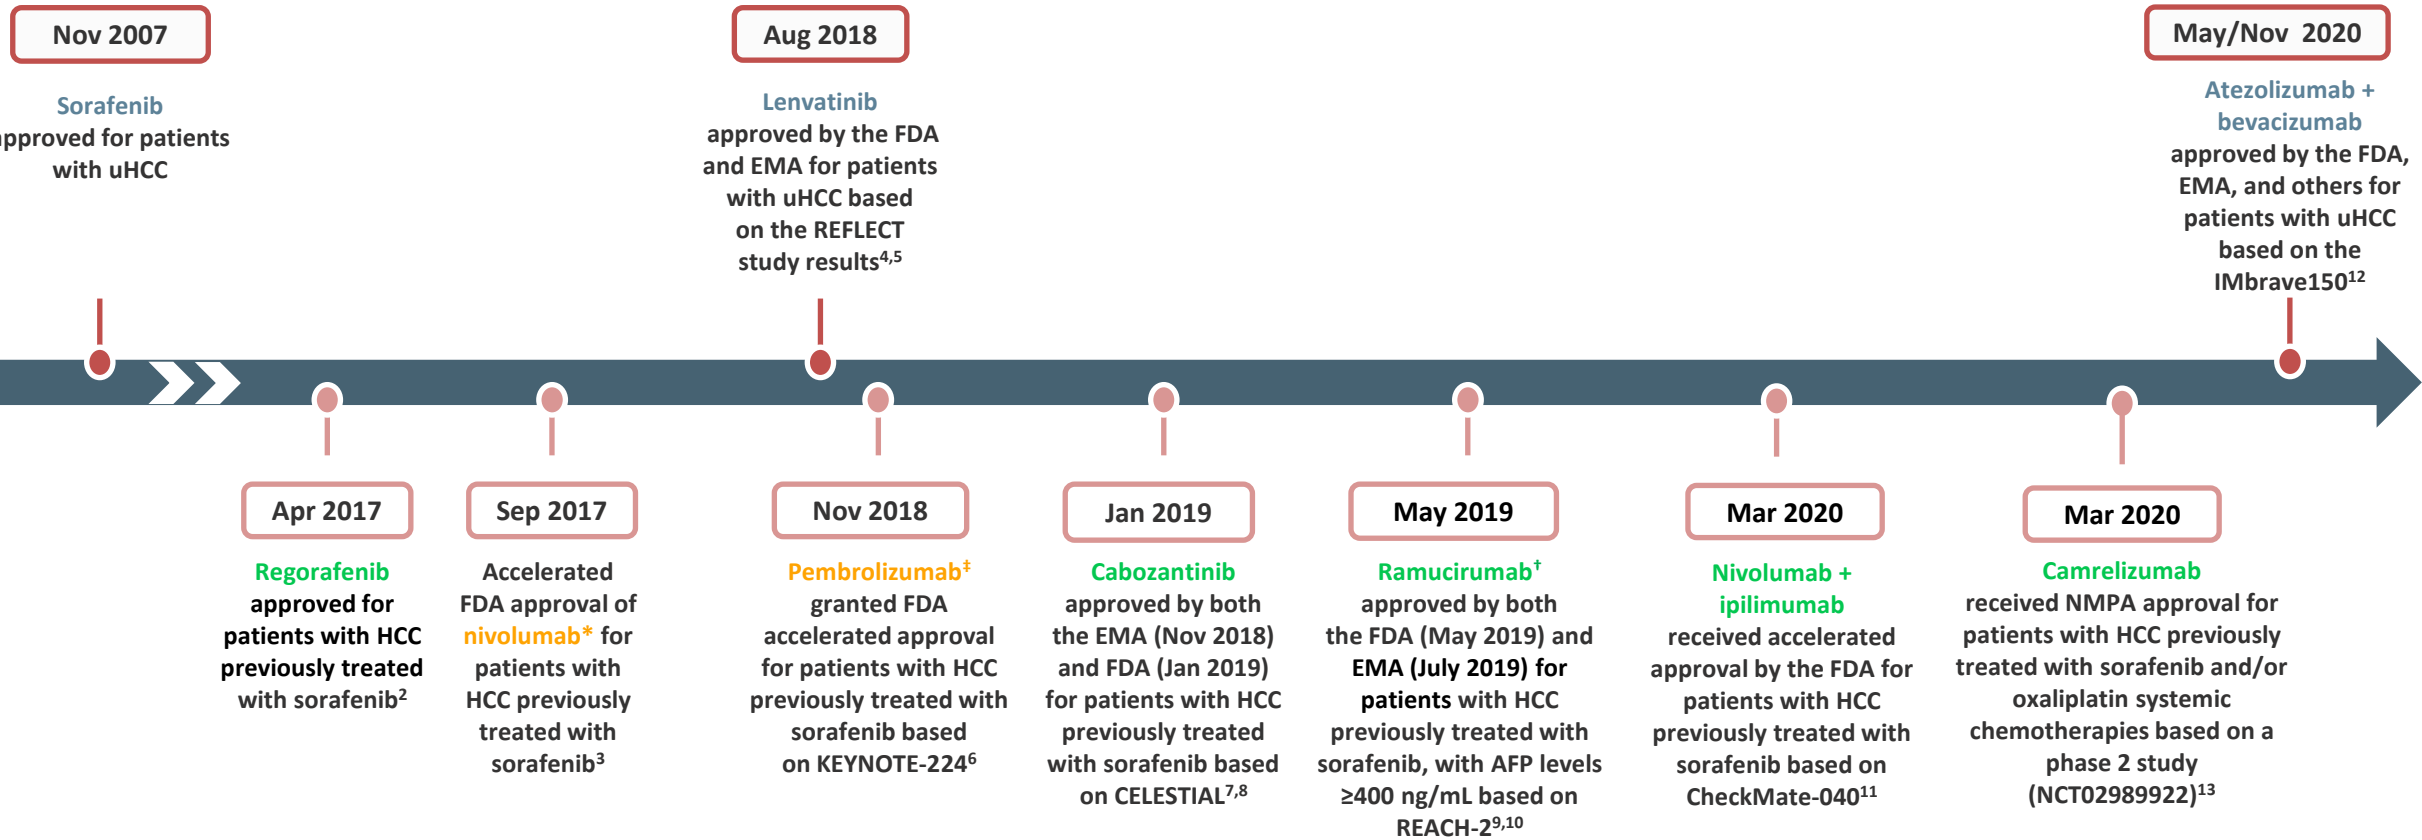 Nov 2007
Sorafenib
approved for patients
with uHCC
Aug 2018
Lenvatinib
approved by the FDA
and EMA for patients
with uHCC based
on the REFLECT
study results4,5
May/Nov 2020
Atezolizumab +
bevacizumab
approved by the FDA,
EMA, and others for
patients with uHCC
based on the
IMbrave15012
Apr 2017
Regorafenib
approved for
patients with HCC
previously treated
with sorafenib2
Sep 2017
Accelerated
FDA approval of
nivolumab* for
patients with
HCC previously
treated with
sorafenib3
Nov 2018
Pembrolizumab‡
granted FDA
accelerated approval
for patients with HCC
previously treated with
sorafenib based
on KEYNOTE-2246
Jan 2019
Cabozantinib
approved by both
the EMA (Nov 2018)
and FDA (Jan 2019)
for patients with HCC
previously treated
with sorafenib based
on CELESTIAL7,8
May 2019
Ramucirumab†
approved by both
the FDA (May 2019) and
EMA (July 2019) for
patients with HCC
previously treated with
sorafenib, with AFP levels
≥400 ng/mL based on
REACH-29,10
Mar 2020
Nivolumab +
ipilimumab
received accelerated
approval by the FDA for
patients with HCC
previously treated with
sorafenib based on
CheckMate-04011
Mar 2020
Camrelizumab
received NMPA approval for
patients with HCC previously
treated with sorafenib and/or
oxaliplatin systemic
chemotherapies based on a
phase 2 study
(NCT02989922)13